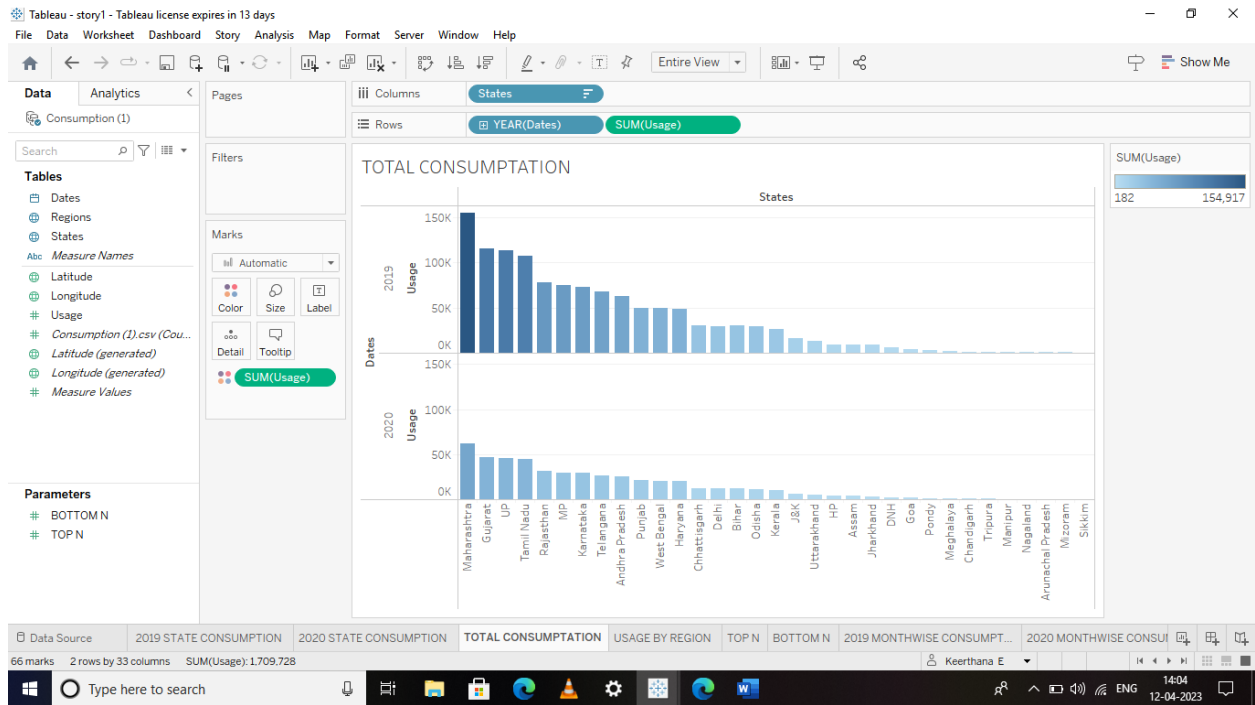 Tableau - story1 - Tableau license expires in 13 days
File Data Worksheet Dashboard Story Analysis Map Format Server Window Help
Entire View
Show Me
Data Analytics
Consumption (1)
Search
Tables
Dates
Regions
States
Abc Measure Names
Latitude
Longitude
Usage
Consumption (1).csv (Cou...
Latitude (generated)
Longitude (generated)
Measure Values
Parameters
BOTTOM N
TOP N
Pages
Filters
Marks
Automatic
Color Size Label
Detail Tooltip
SUM(Usage)
Columns States
Rows YEAR(Dates) SUM(Usage)
TOTAL CONSUMPTATION
States
Dates
2019
Usage
150K
100K
50K
0K
2020
Usage
150K
100K
50K
0K
Maharashtra
Gujarat
UP
Tamil Nadu
Rajasthan
MP
Karnataka
Telangana
Andhra Pradesh
Punjab
West Bengal
Haryana
Chhattisgarh
Delhi
Bihar
Odisha
Kerala
J&K
Uttarakhand
HP
Assam
Jharkhand
DNH
Goa
Pondy
Meghalaya
Chandigarh
Tripura
Manipur
Nagaland
Arunachal Pradesh
Mizoram
Sikkim
SUM(Usage)
182 154,917
Data Source 2019 STATE CONSUMPTION 2020 STATE CONSUMPTION TOTAL CONSUMPTATION USAGE BY REGION TOP N BOTTOM N 2019 MONTHWISE CONSUMPT... 2020 MONTHWISE CONSU
66 marks 2 rows by 33 columns SUM(Usage): 1,709,728
Keerthana E
Type here to search
ENG
14:04
12-04-2023